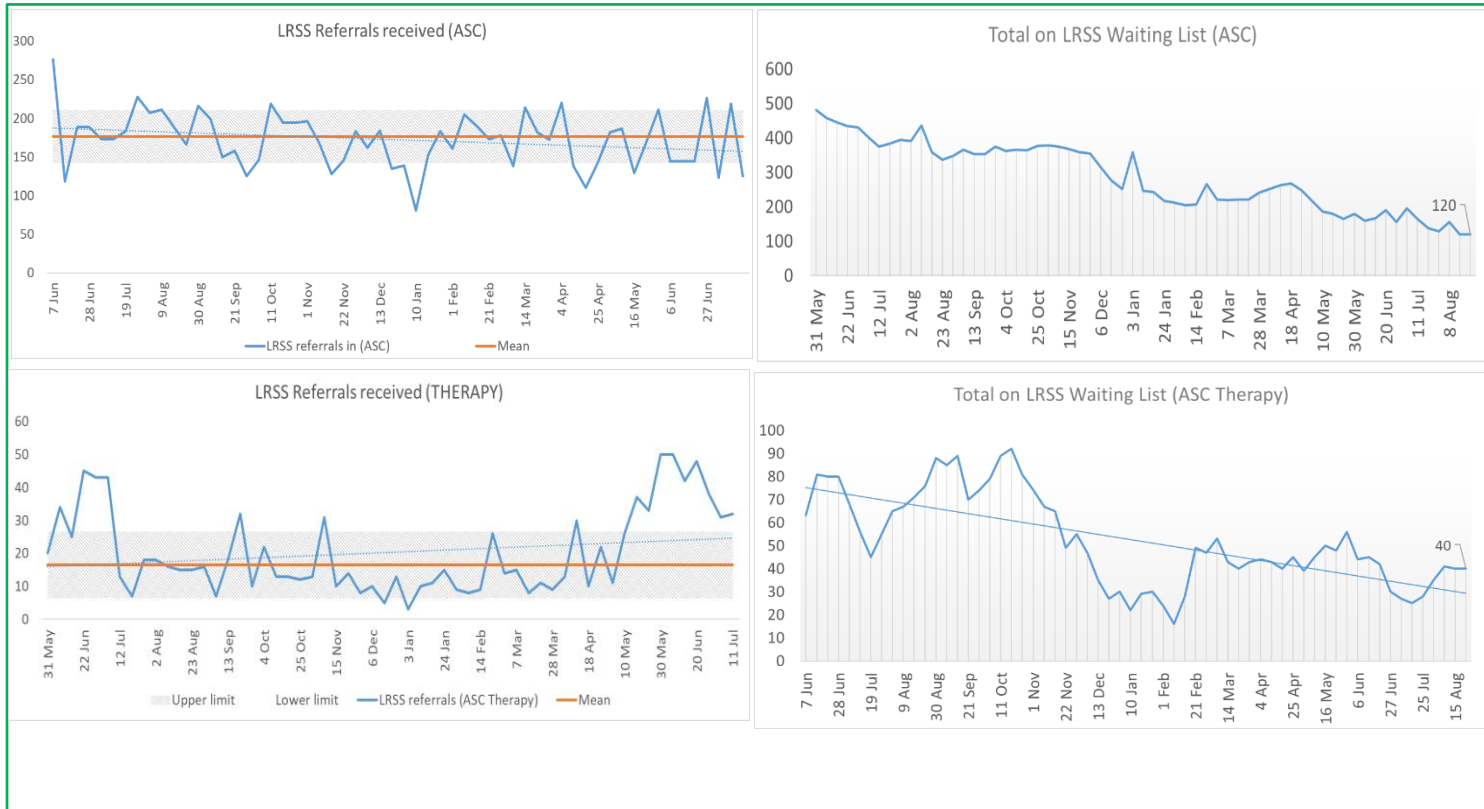 LRSS Referrals received (ASC)
300
250
200
150
100
50
0
7 Jun
28 Jun
19 Jul
9 Aug
30 Aug
21 Sep
11 Oct
1 Nov
22 Nov
13 Dec
10 Jan
1 Feb
21 Feb
14 Mar
4 Apr
25 Apr
16 May
6 Jun
27 Jun
LRSS referrals in (ASC) Mean
Total on LRSS Waiting List (ASC)
600
500
400
300
200
100
0
120
31 May
22 Jun
12 Jul
2 Aug
23 Aug
13 Sep
4 Oct
25 Oct
15 Nov
6 Dec
3 Jan
24 Jan
14 Feb
7 Mar
28 Mar
18 Apr
10 May
30 May
20 Jun
11 Jul
8 Aug
LRSS Referrals received (THERAPY)
60
50
40
30
20
10
0
31 May
22 Jun
12 Jul
2 Aug
23 Aug
13 Sep
4 Oct
25 Oct
15 Nov
6 Dec
3 Jan
24 Jan
14 Feb
7 Mar
28 Mar
18 Apr
10 May
30 May
20 Jun
11 Jul
Upper limit Lower limit LRSS referrals (ASC Therapy) Mean
Total on LRSS Waiting List (ASC Therapy)
100
90
80
70
60
50
40
30
20
10
0
40
7 Jun
28 Jun
19 Jul
9 Aug
30 Aug
21 Sep
11 Oct
1 Nov
22 Nov
13 Dec
10 Jan
1 Feb
21 Feb
14 Mar
4 Apr
25 Apr
16 May
6 Jun
27 Jun
25 Jul
15 Aug